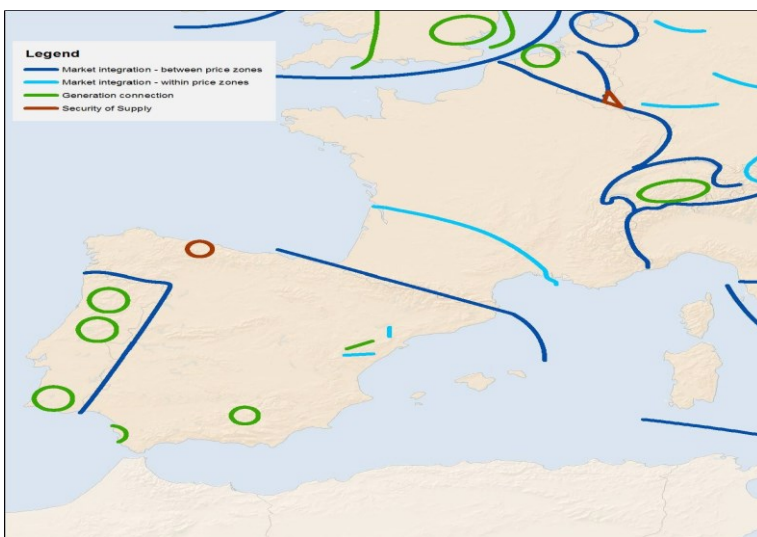 Legend
Market integration - between price zones
Market integration - within price zones
Generation connection
Security of Supply